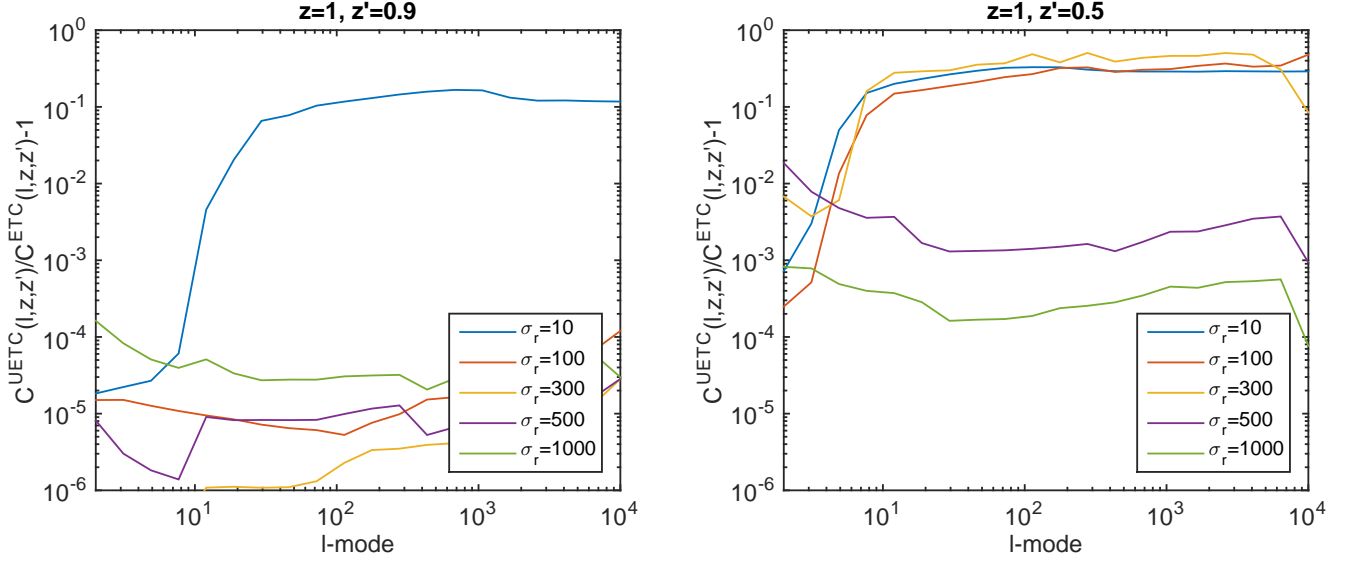 z=1, z'=0.9
C^UETC(l,z,z')/C^ETC(l,z,z')-1
10^0
10^-1
10^-2
10^-3
10^-4
10^-5
10^-6
σ_r=10
σ_r=100
σ_r=300
σ_r=500
σ_r=1000
10^1 10^2 10^3 10^4
l-mode
z=1, z'=0.5
C^UETC(l,z,z')/C^ETC(l,z,z')-1
10^0
10^-1
10^-2
10^-3
10^-4
10^-5
10^-6
σ_r=10
σ_r=100
σ_r=300
σ_r=500
σ_r=1000
10^1 10^2 10^3 10^4
l-mode